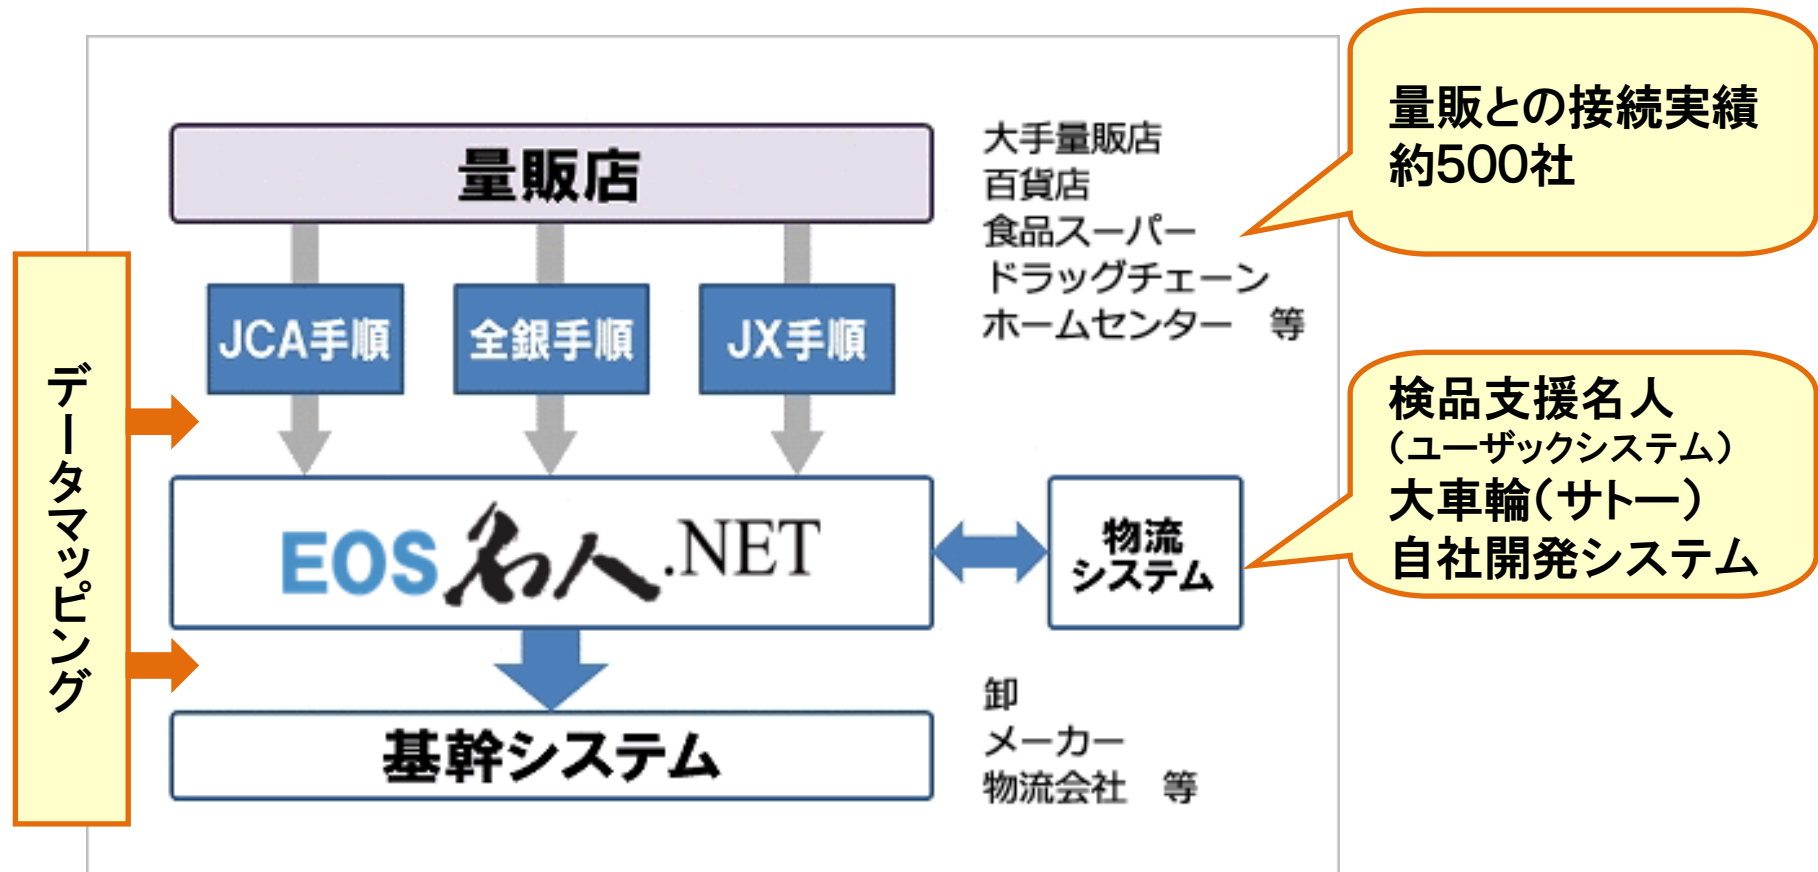 量販店
大手量販店
百貨店
食品スーパー
ドラッグチェーン
ホームセンター　等
量販との接続実績
約500社
JCA手順
全銀手順
JX手順
データマッピング
EOS名人.NET
物流
システム
検品支援名人
（ユーザックシステム）
大車輪（サトー）
自社開発システム
基幹システム
卸
メーカー
物流会社　等